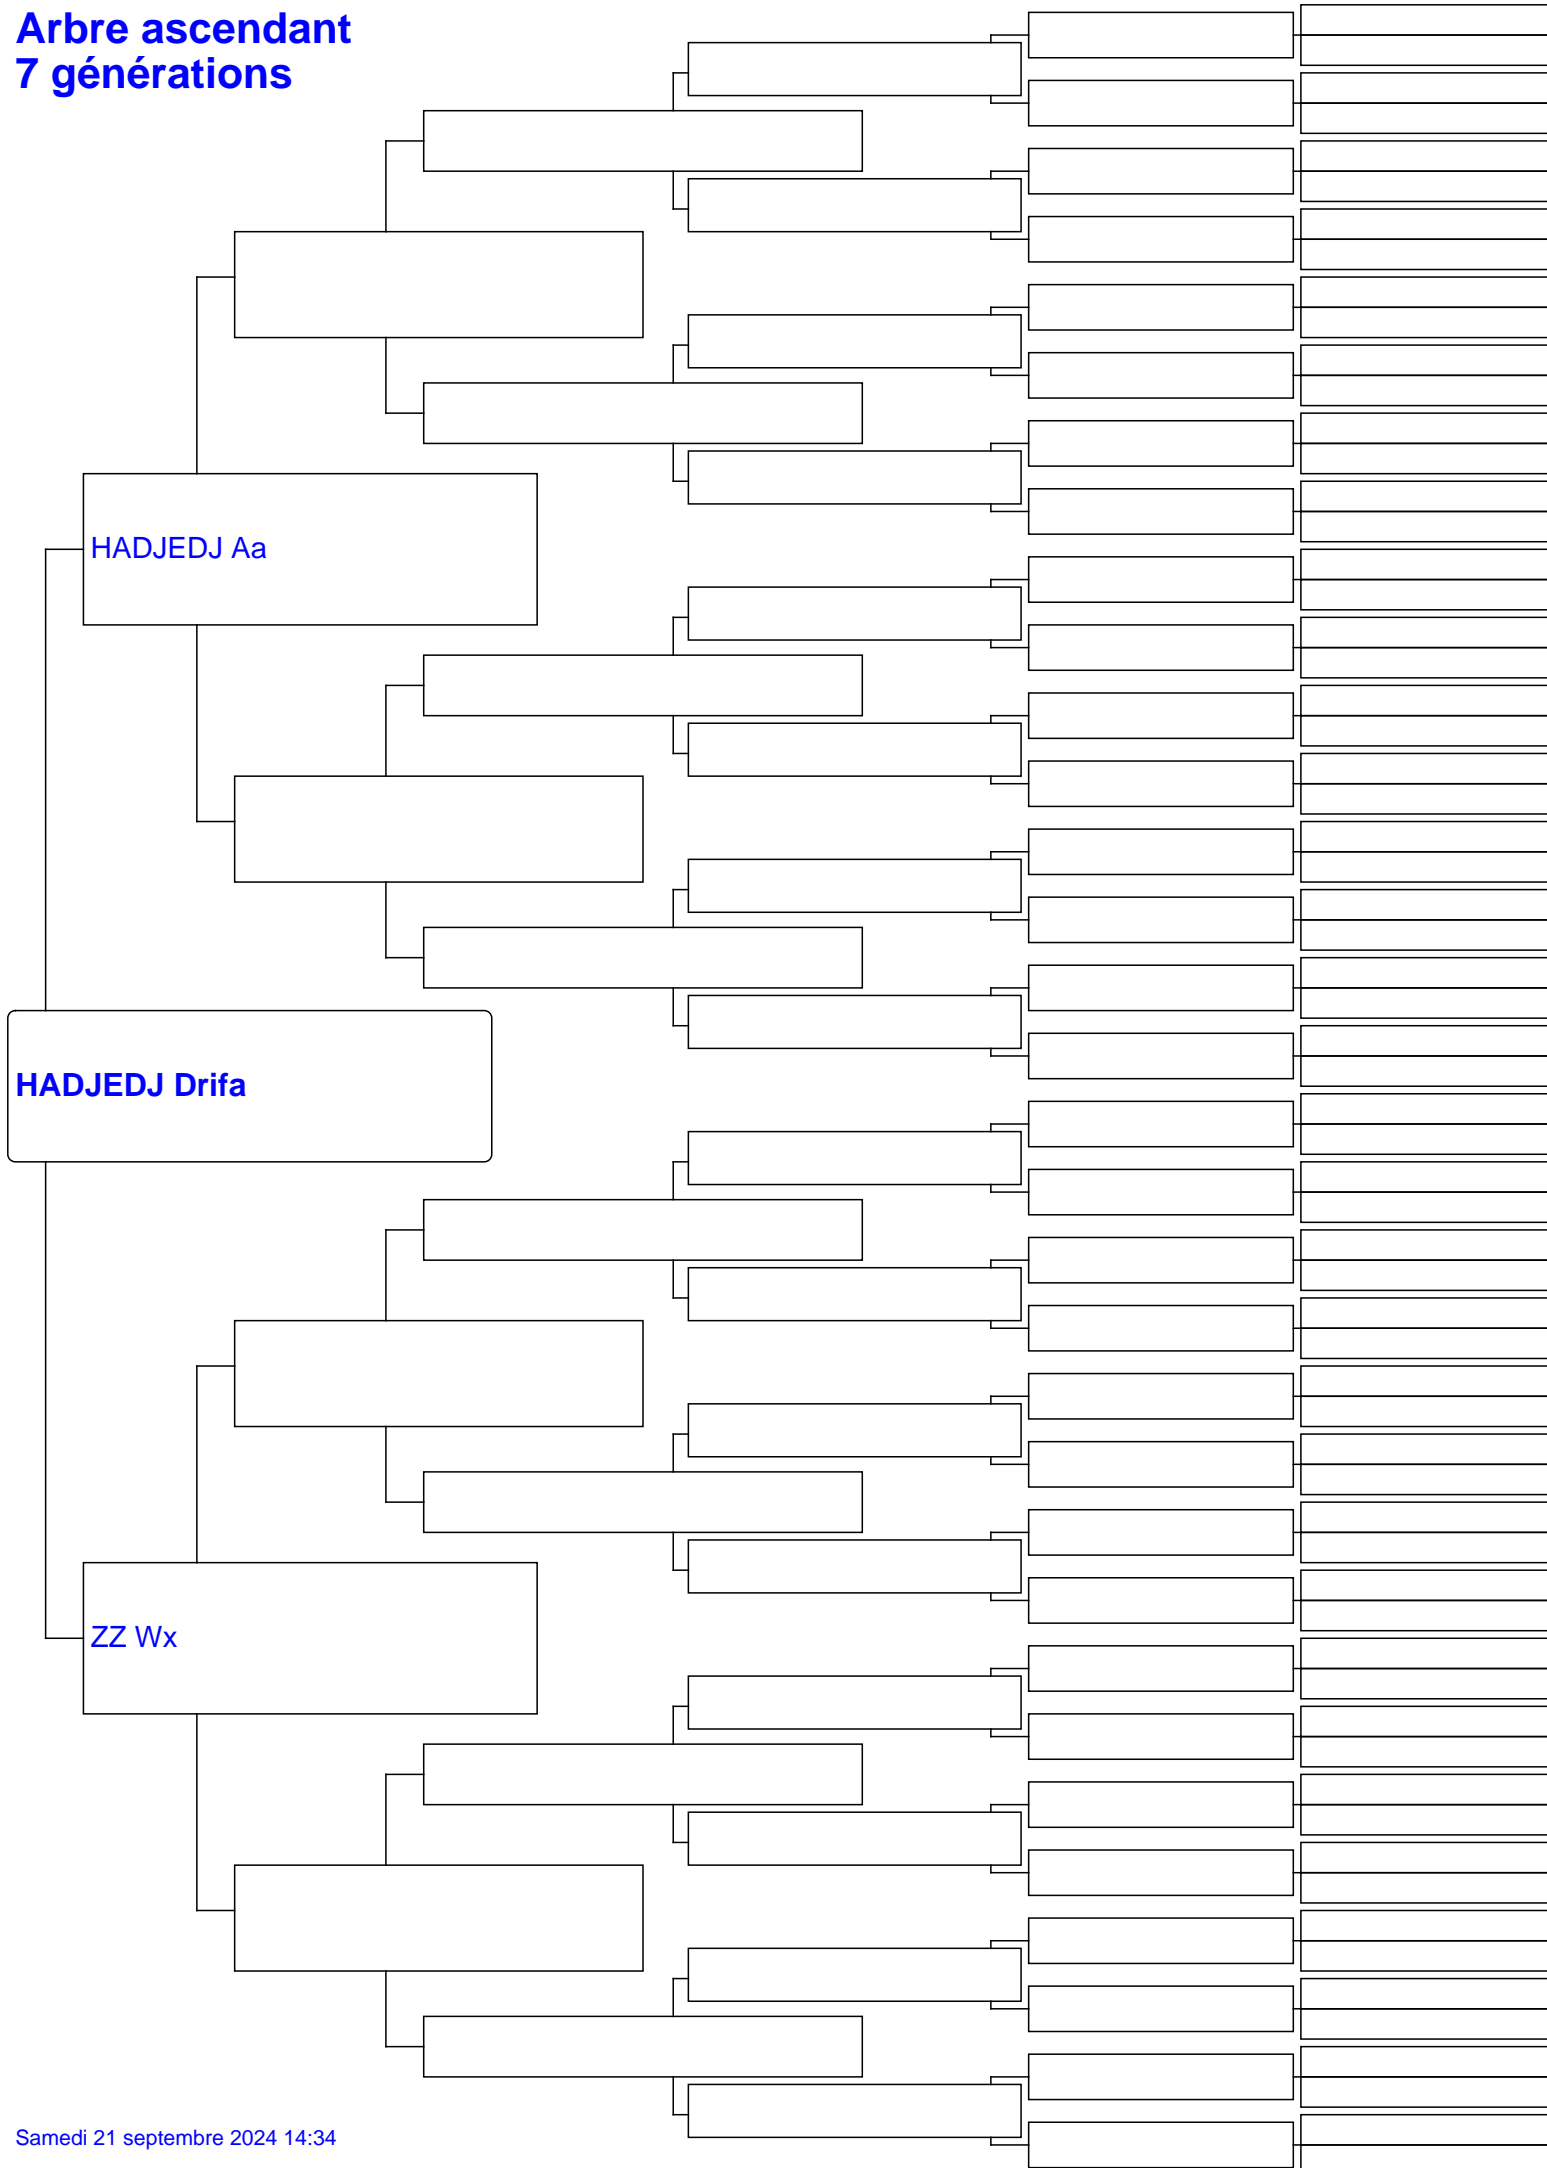 Arbre ascendant
7 générations
HADJEDJ Aa
HADJEDJ Drifa
ZZ Wx
Samedi 21 septembre 2024 14:34